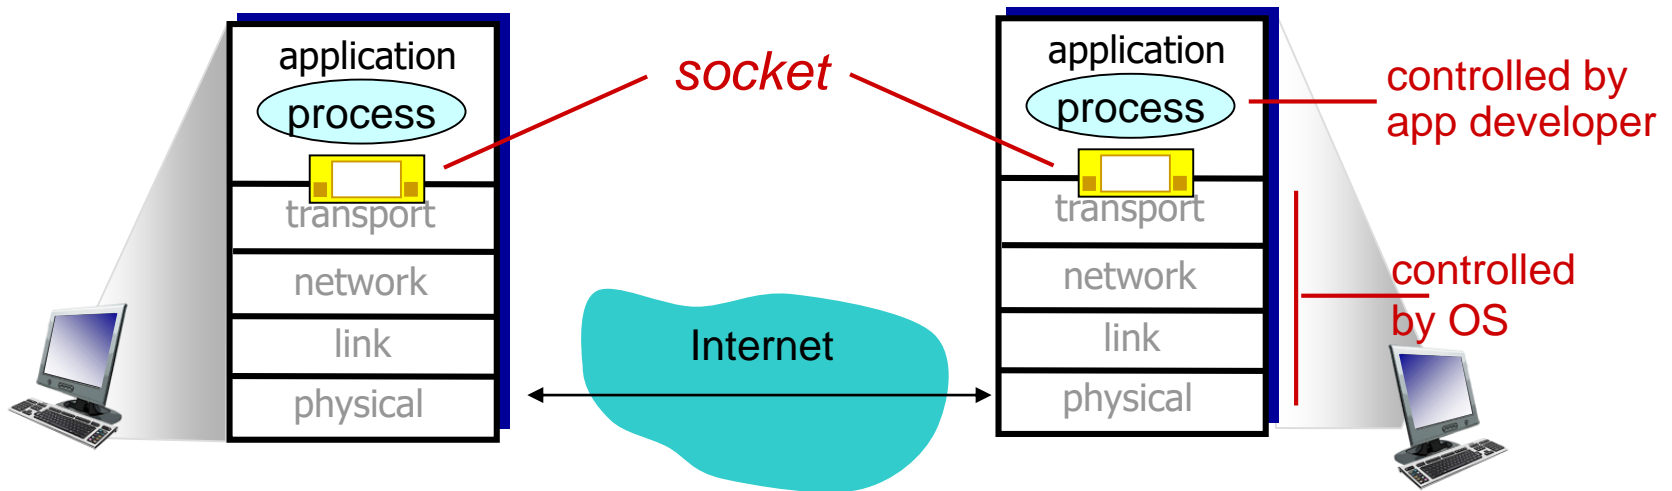 application
process
transport
network
link
physical
socket
Internet
application
process
transport
network
link
physical
controlled by
app developer
controlled
by OS